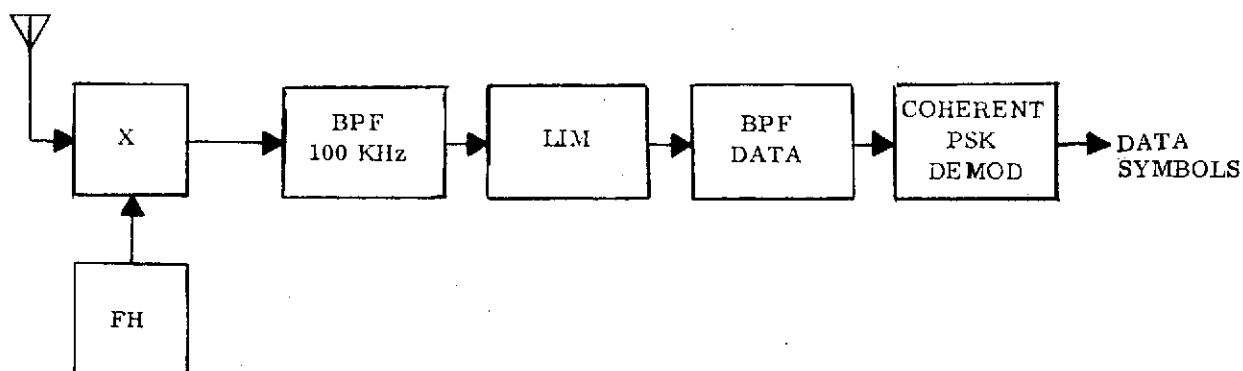 X
BPF
100 KHz
LIM
BPF
DATA
COHERENT
PSK
DEMOD
DATA
SYMBOLS
FH